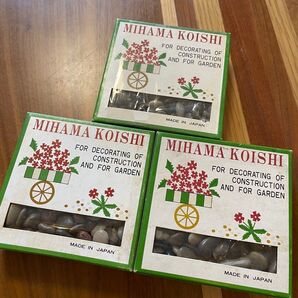 MIHAMA KOISHI
FOR DECORATING OF
CONSTRUCTION
AND FOR GARDEN
MADE IN JAPAN
MIHAMA KOISHI
FOR DECORATING OF
CONSTRUCTION
AND FOR GARDEN
MADE IN JAPAN
MIHAMA KOISHI
FOR DECORATING OF
CONSTRUCTION
AND FOR GARDEN
MADE IN JAPAN